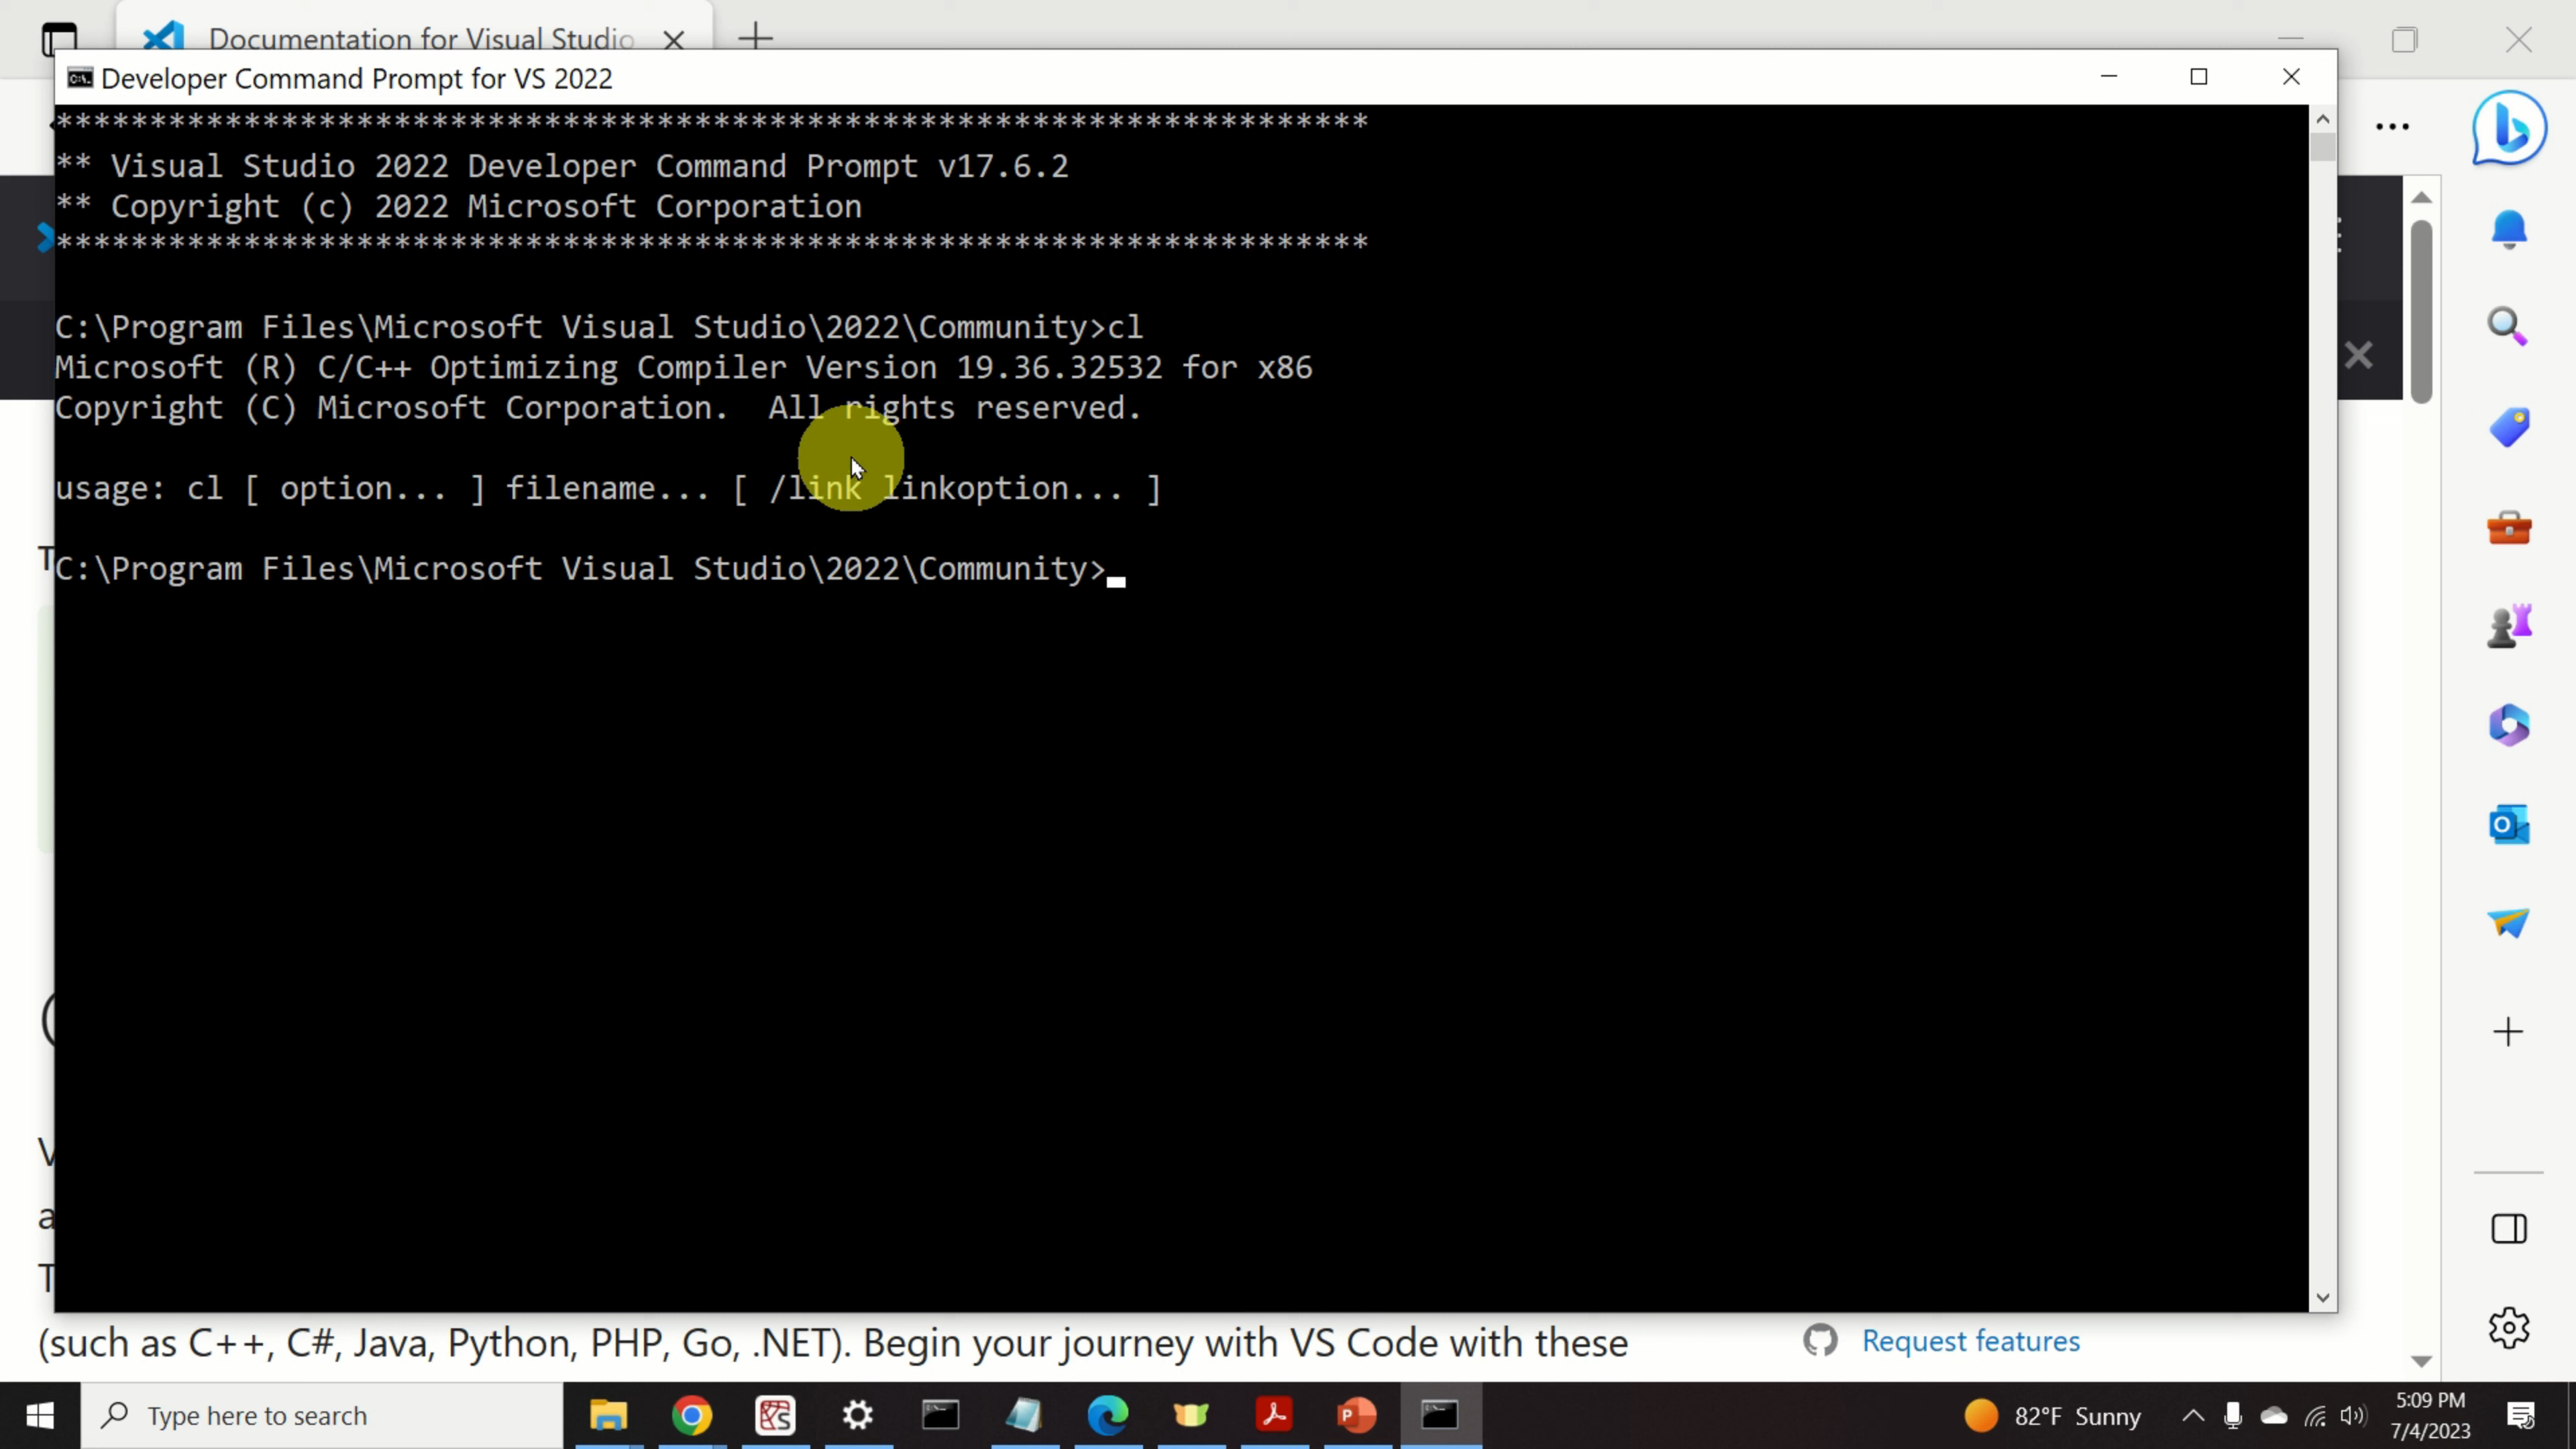 Documentation for Visual Studio
Developer Command Prompt for VS 2022
**********************************************************************
** Visual Studio 2022 Developer Command Prompt v17.6.2
** Copyright (c) 2022 Microsoft Corporation
**********************************************************************
C:\Program Files\Microsoft Visual Studio\2022\Community>cl
Microsoft (R) C/C++ Optimizing Compiler Version 19.36.32532 for x86
Copyright (C) Microsoft Corporation.  All rights reserved.
usage: cl [ option... ] filename... [ /link linkoption... ]
C:\Program Files\Microsoft Visual Studio\2022\Community>
(such as C++, C#, Java, Python, PHP, Go, .NET). Begin your journey with VS Code with these
Request features
Type here to search
82°F Sunny
5:09 PM
7/4/2023